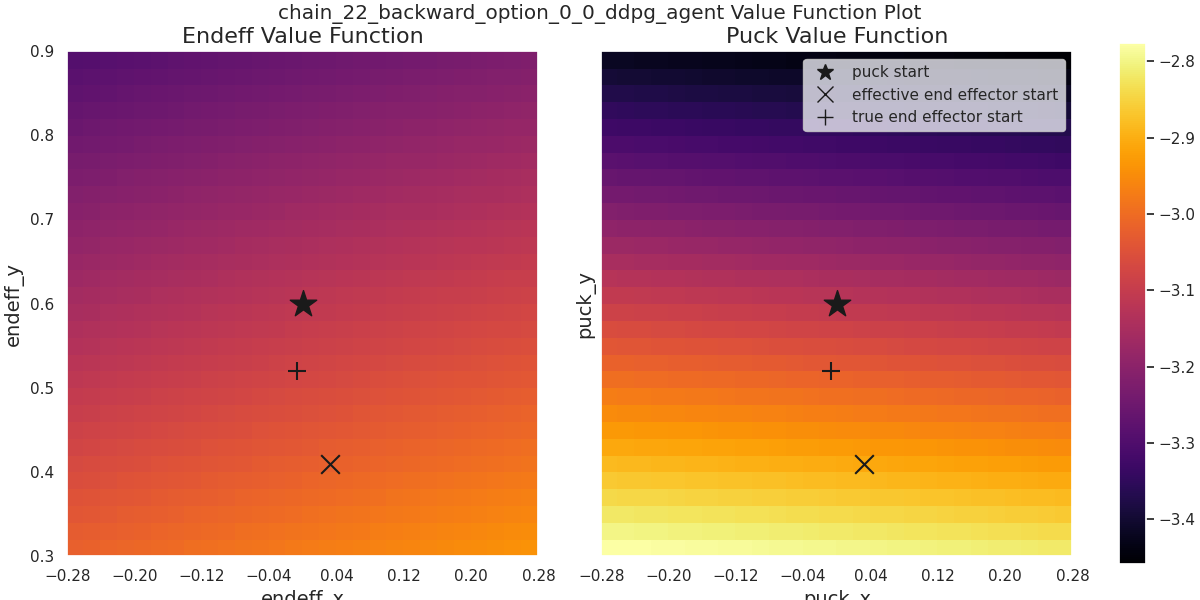 chain_22_backward_option_0_0_ddpg_agent Value Function Plot
Endeff Value Function
Puck Value Function
puck start
effective end effector start
true end effector start
endeff_y
0.9
0.8
0.7
0.6
0.5
0.4
0.3
−0.28 −0.20 −0.12 −0.04 0.04 0.12 0.20 0.28
endeff_x
puck_y
−0.28 −0.20 −0.12 −0.04 0.04 0.12 0.20 0.28
puck_x
−2.8
−2.9
−3.0
−3.1
−3.2
−3.3
−3.4